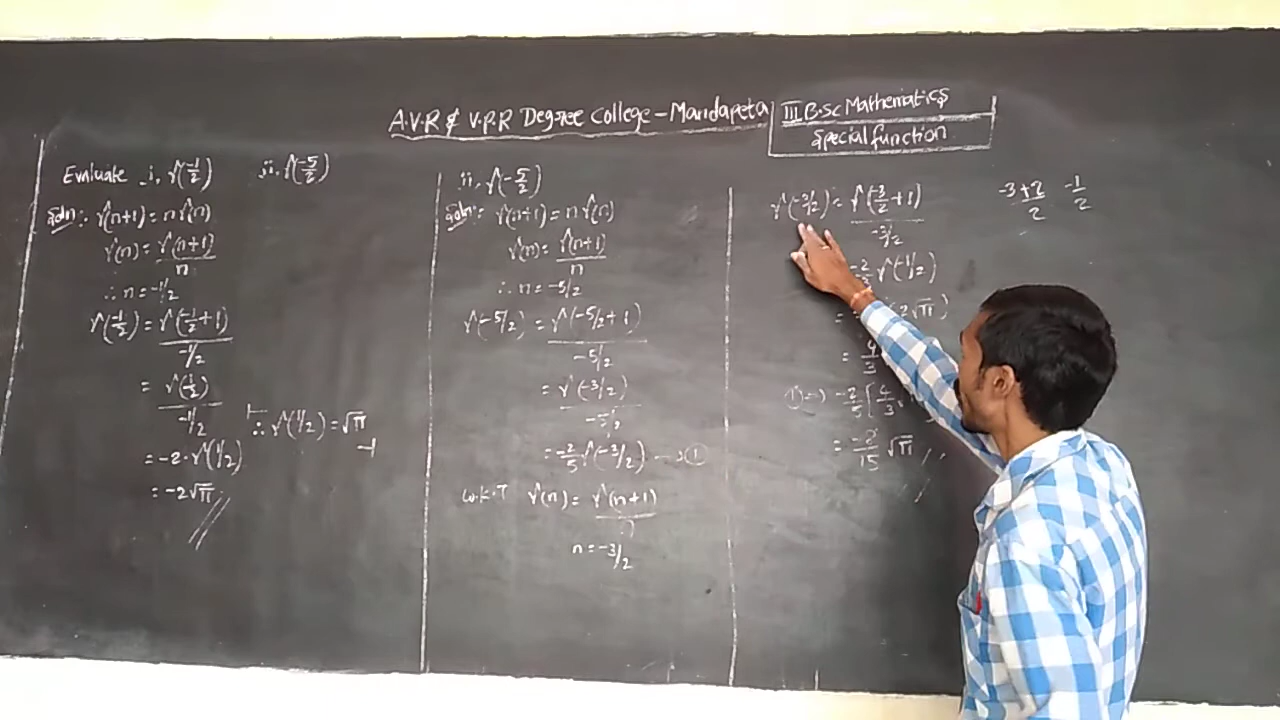 A.V.R & V.P.R Degree College - Mandapeta
III B.Sc Mathematics
Special function
Evaluate i, Γ(-1/2) ii, Γ(-5/2)
Soln: Γ(n+1) = nΓ(n)
Γ(n) = Γ(n+1)/n
∴ n = -1/2
Γ(-1/2) = Γ(-1/2+1)/(-1/2)
= Γ(1/2)/(-1/2)
∴ Γ(1/2) = √π
= -2·Γ(1/2)
= -2√π //
ii, Γ(-5/2)
Soln: Γ(n+1) = nΓ(n)
Γ(n) = Γ(n+1)/n
∴ n = -5/2
Γ(-5/2) = Γ(-5/2+1)/(-5/2)
= Γ(-3/2)/(-5/2)
= -2/5 Γ(-3/2) → ①
w.k.T Γ(n) = Γ(n+1)/n
n = -3/2
Γ(-3/2) = Γ(-3/2+1)/(-3/2)
-3+2/2 -1/2
-2/3 Γ(-1/2)
= 2√π)
= 4/3
①→ -2/5[4/3
= /15 √π //